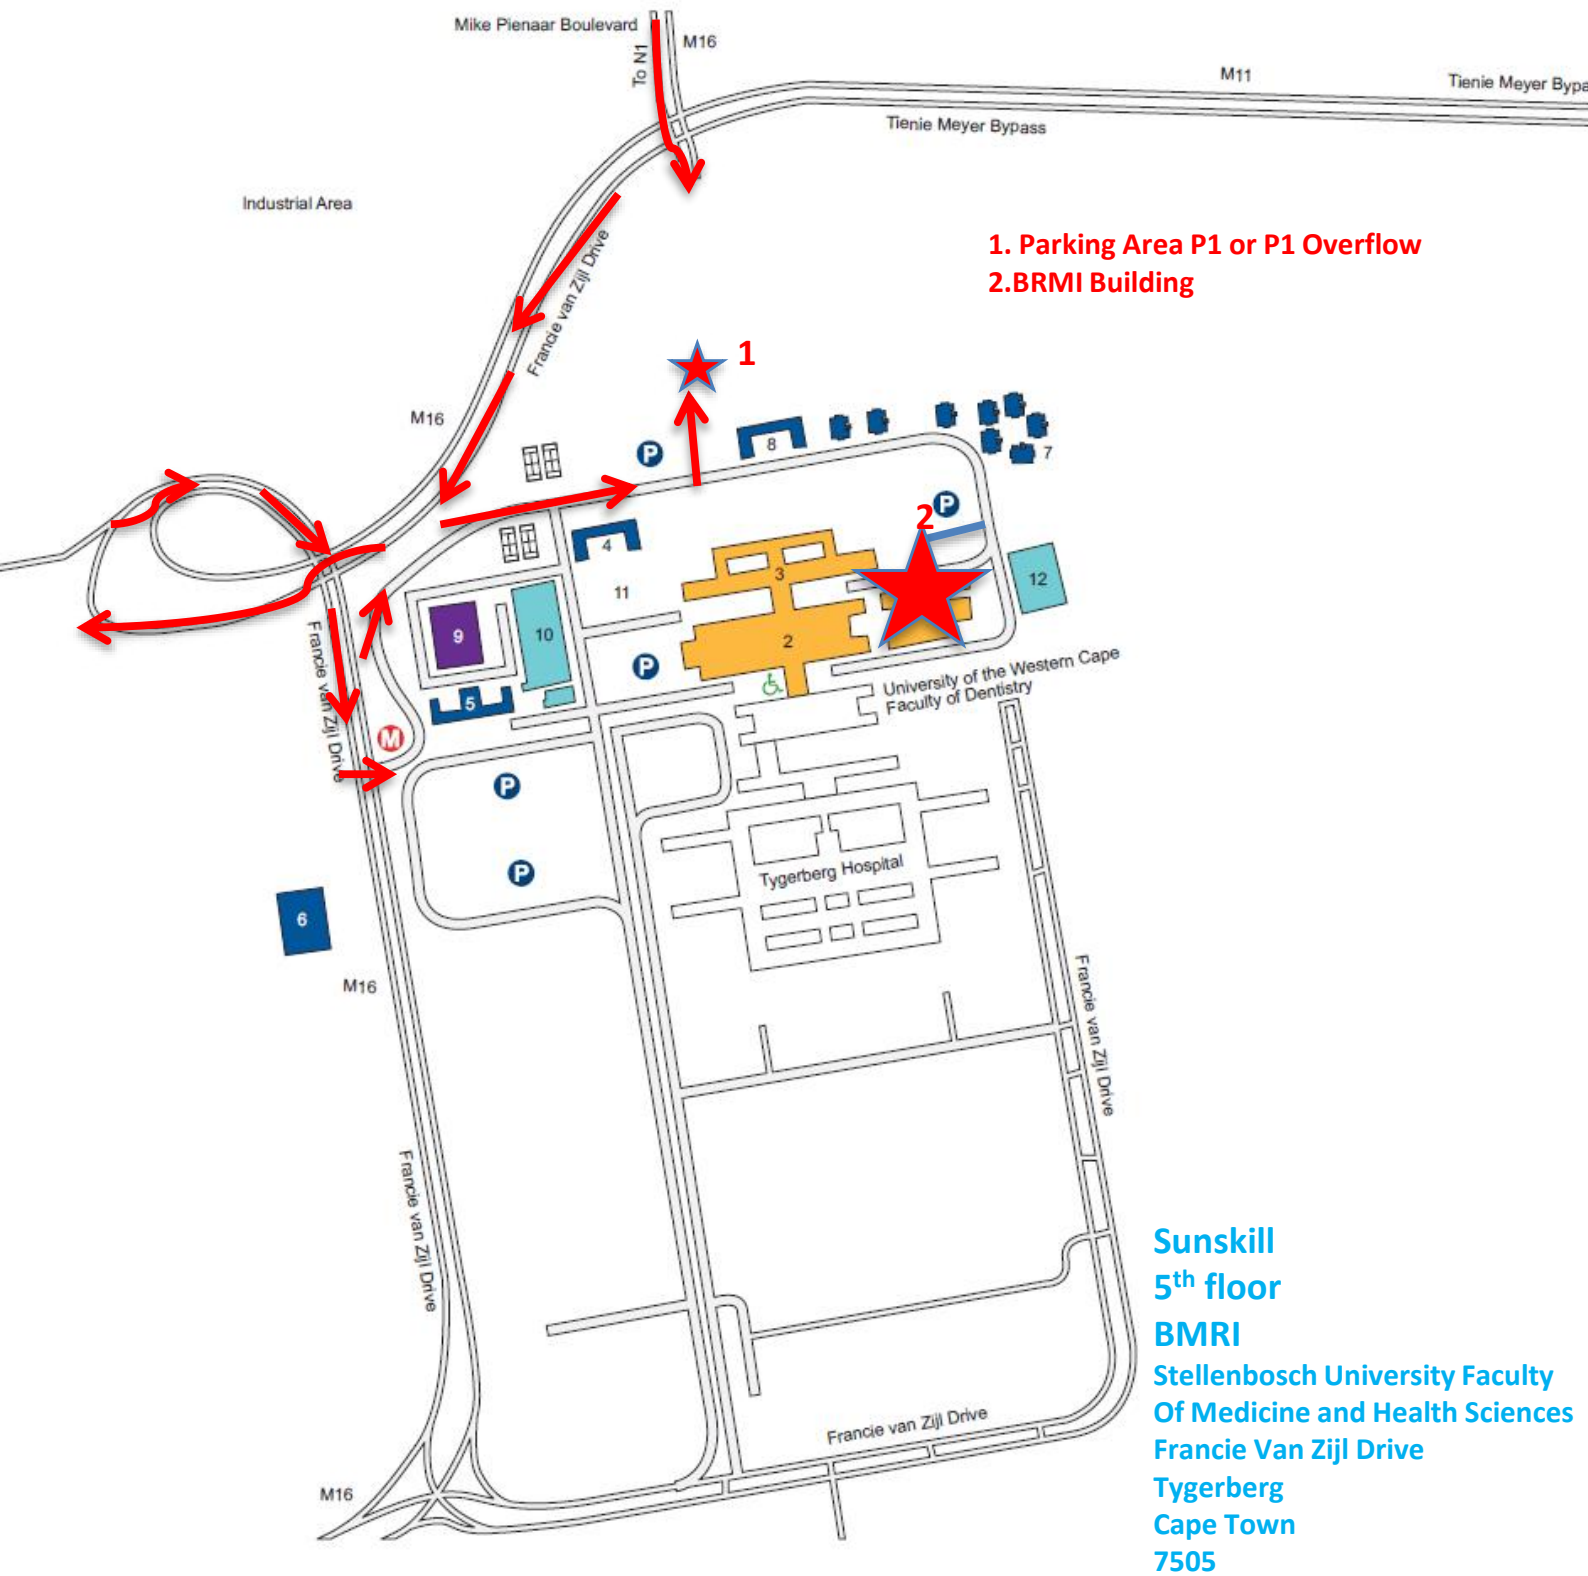 Mike Pienaar Boulevard
M16
To N1
M11
Tienie Meyer Bypa
Tienie Meyer Bypass
Industrial Area
Francie van Zijl Drive
1. Parking Area P1 or P1 Overflow
2.BRMI Building
1
M16
P
8
7
2
P
4
3
11
12
9
10
2
P
5
M
Francie van Zijl Drive
University of the Western Cape
Faculty of Dentistry
P
P
Tygerberg Hospital
6
M16
Francie van Zijl Drive
Francie van Zijl Drive
Francie van Zijl Drive
M16
Sunskill
5th floor
BMRI
Stellenbosch University Faculty
Of Medicine and Health Sciences
Francie Van Zijl Drive
Tygerberg
Cape Town
7505